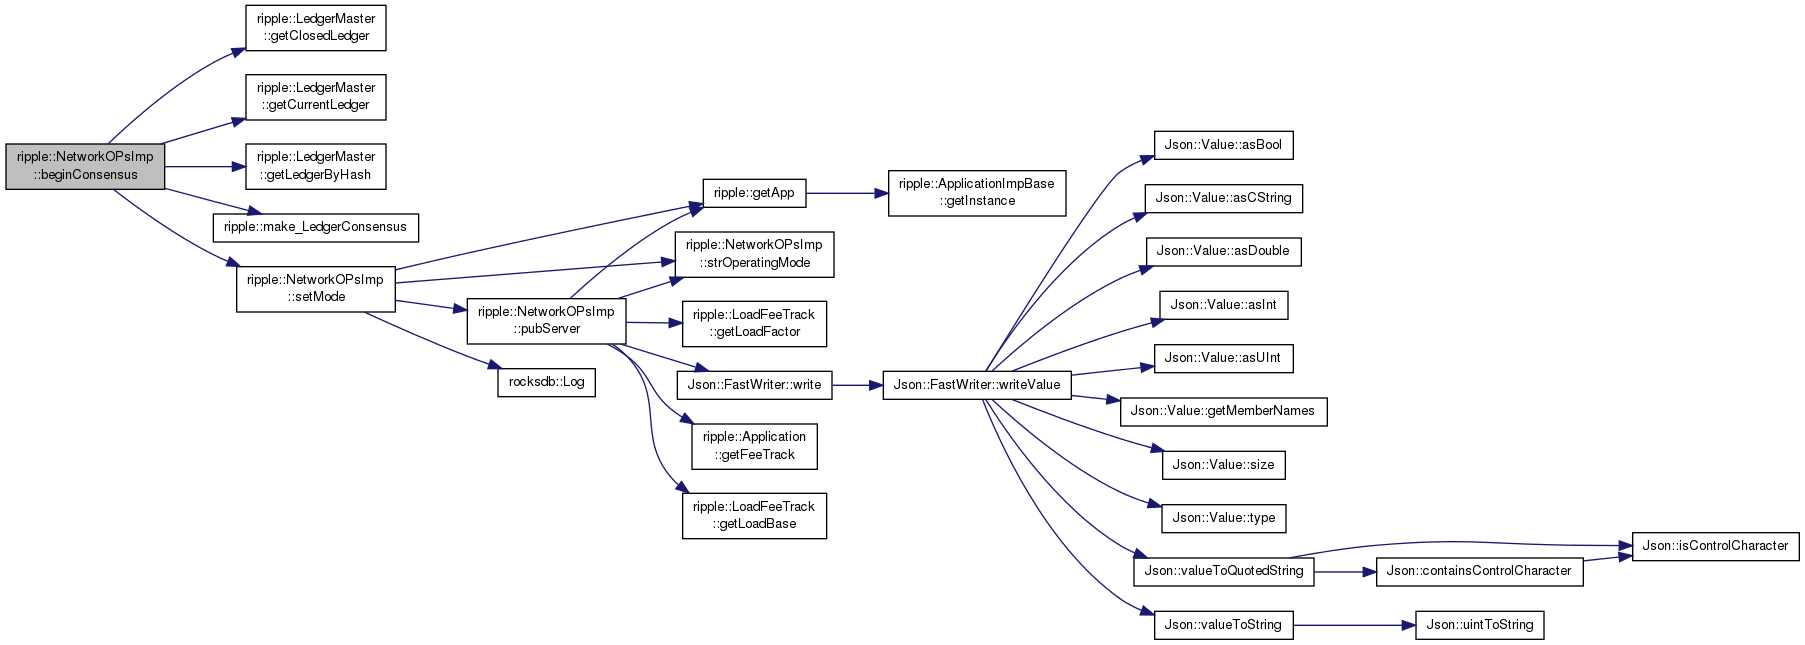 ripple::LedgerMaster
::getClosedLedger
ripple::LedgerMaster
::getCurrentLedger
ripple::NetworkOPsImp
::beginConsensus
ripple::LedgerMaster
::getLedgerByHash
ripple::make_LedgerConsensus
ripple::NetworkOPsImp
::setMode
ripple::NetworkOPsImp
::pubServer
rocksdb::Log
ripple::getApp
ripple::NetworkOPsImp
::strOperatingMode
ripple::LoadFeeTrack
::getLoadFactor
Json::FastWriter::write
ripple::Application
::getFeeTrack
ripple::LoadFeeTrack
::getLoadBase
ripple::ApplicationImpBase
::getInstance
Json::FastWriter::writeValue
Json::Value::asBool
Json::Value::asCString
Json::Value::asDouble
Json::Value::asInt
Json::Value::asUInt
Json::Value::getMemberNames
Json::Value::size
Json::Value::type
Json::valueToQuotedString
Json::valueToString
Json::containsControlCharacter
Json::uintToString
Json::isControlCharacter